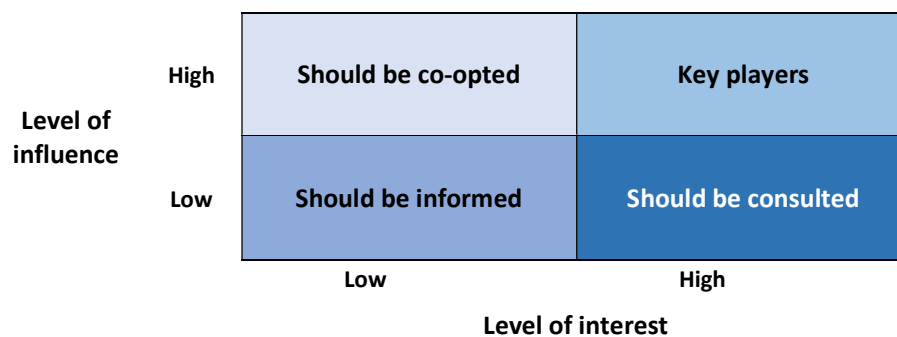 High
Should be co-opted
Key players
Level of
influence
Low
Should be informed
Should be consulted
Low
High
Level of interest